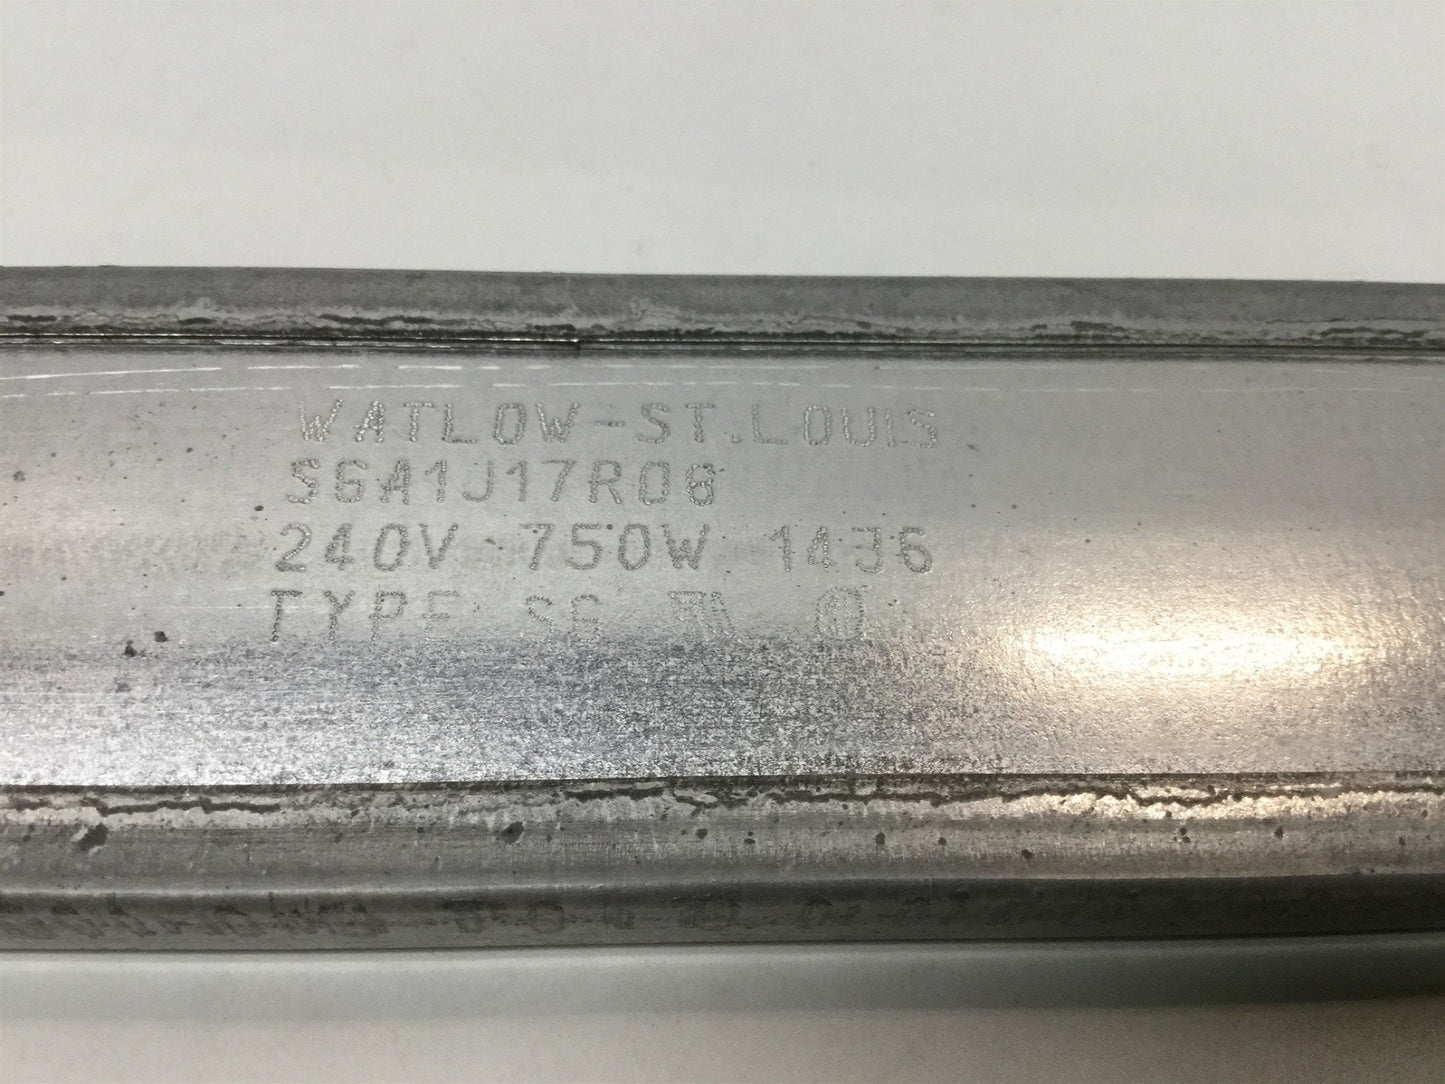 WATLOW-ST.LOUIS
SGA1J17R08
240V 750W 1436
TYPE SG